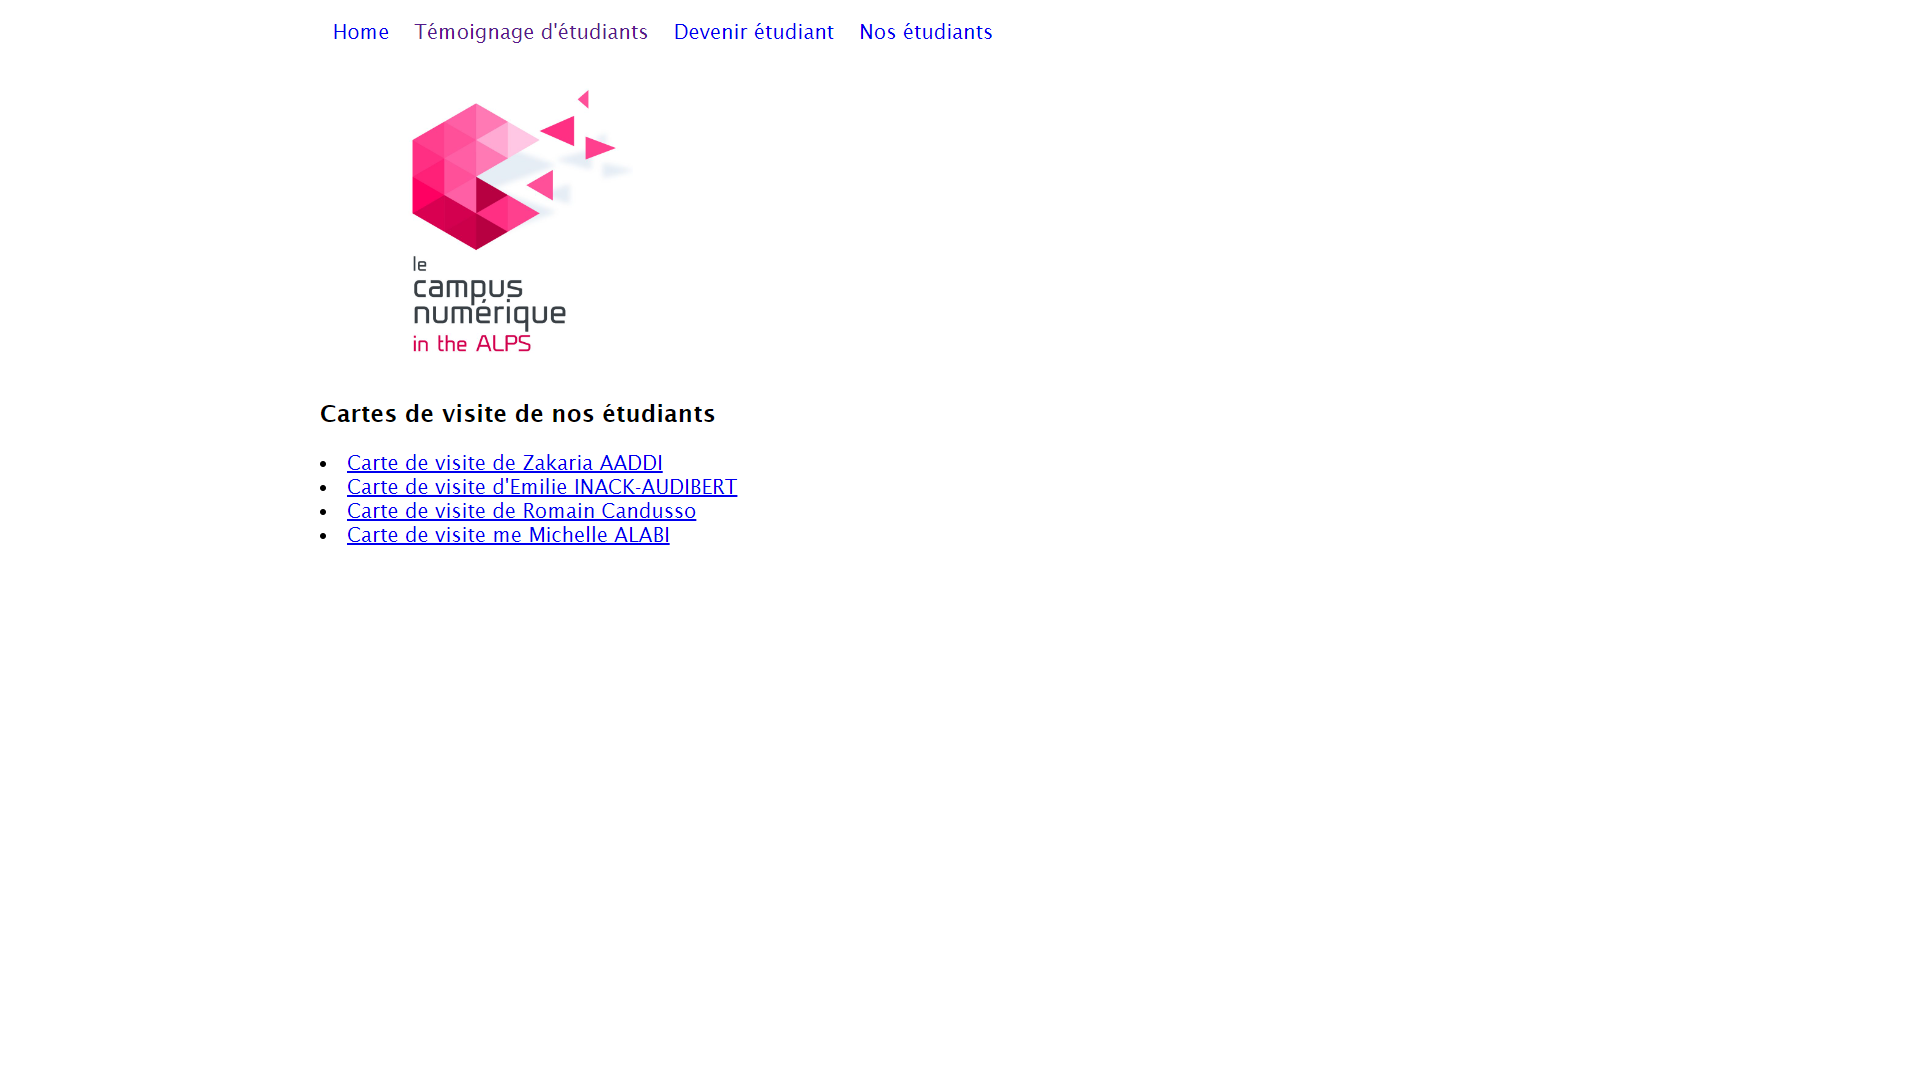 Home Témoignage d'étudiants Devenir étudiant Nos étudiants
le
campus
numérique
in the ALPS
Cartes de visite de nos étudiants
Carte de visite de Zakaria AADDI
Carte de visite d'Emilie INACK-AUDIBERT
Carte de visite de Romain Candusso
Carte de visite me Michelle ALABI